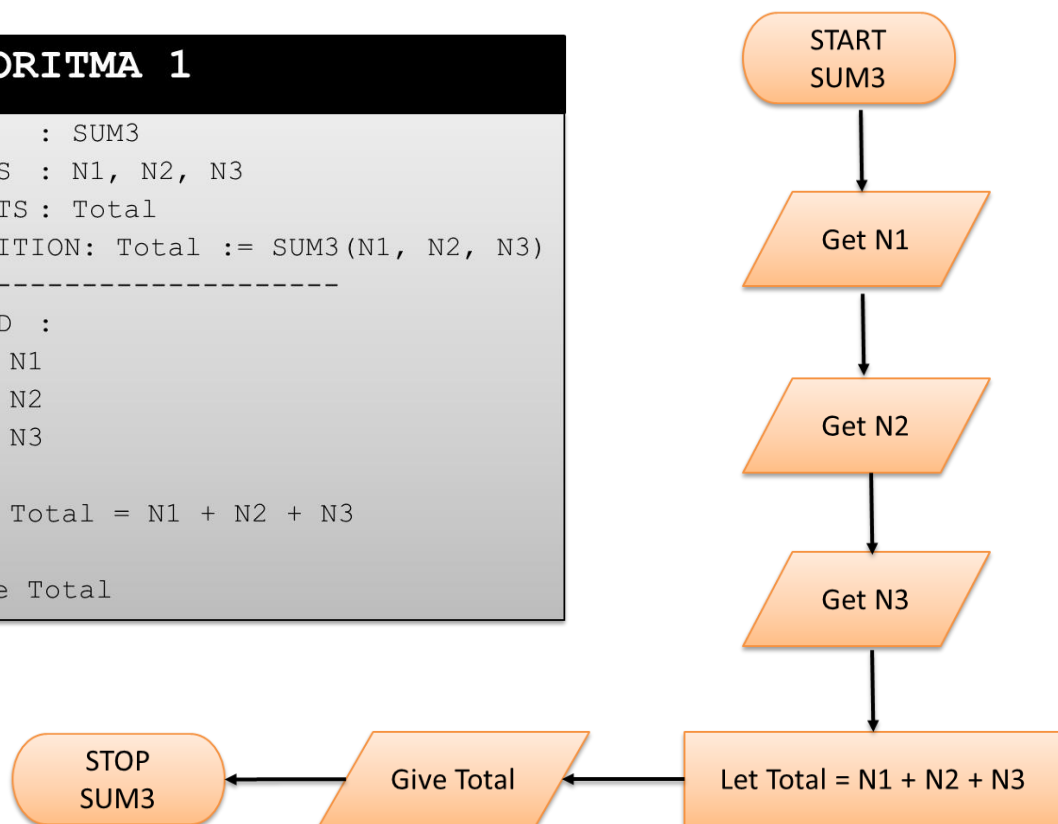 ORITMA 1
: SUM3
S : N1, N2, N3
TS : Total
ITION: Total := SUM3(N1, N2, N3)
--------------------
D :
N1
N2
N3
Total = N1 + N2 + N3
e Total
START
SUM3
Get N1
Get N2
Get N3
Let Total = N1 + N2 + N3
Give Total
STOP
SUM3